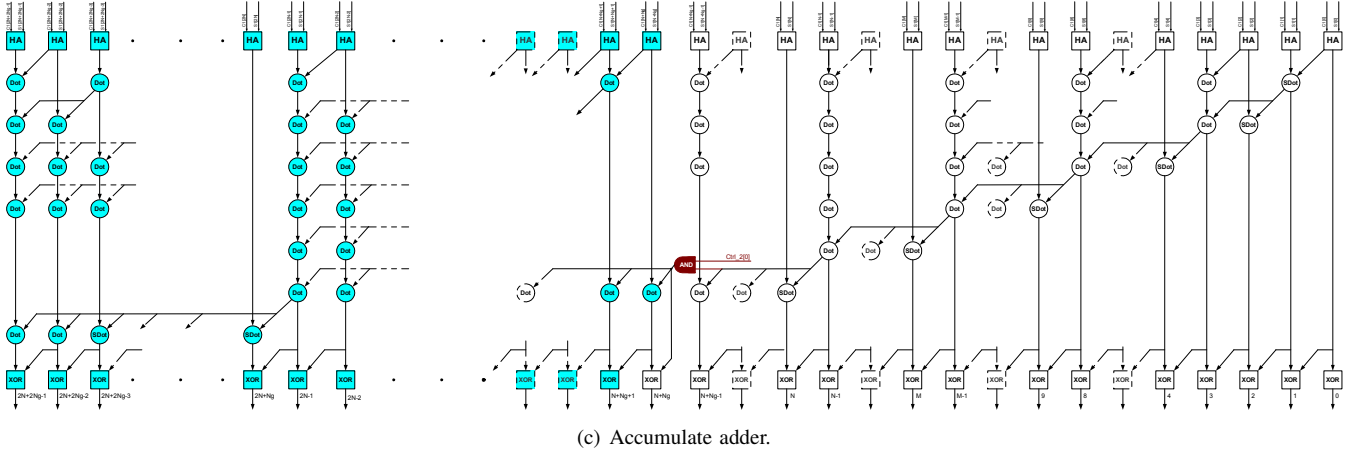 HA HA HA HA HA HA HA HA HA HA HA HA HA HA HA HA HA HA HA HA HA HA HA HA HA
Dot Dot Dot Dot Dot Dot Dot Dot Dot SDot
Dot Dot Dot Dot Dot Dot Dot Dot Dot SDot
Dot Dot Dot Dot Dot Dot Dot Dot Dot Dot Dot SDot
Dot Dot Dot Dot Dot Dot Dot Dot SDot
Dot Dot Dot Dot SDot
AND Ctrl_2[0]
Dot Dot Dot Dot Dot Dot Dot SDot
Dot Dot SDot SDot
XOR XOR XOR XOR XOR XOR XOR XOR XOR XOR XOR XOR XOR XOR XOR XOR XOR XOR XOR XOR XOR XOR XOR XOR XOR
2N+2Ng-1 2N+2Ng-2 2N+2Ng-3 2N+Ng 2N-1 2N-2 N+Ng+1 N+Ng N+Ng-1 N N-1 M M-1 9 8 4 3 2 1 0
(c) Accumulate adder.